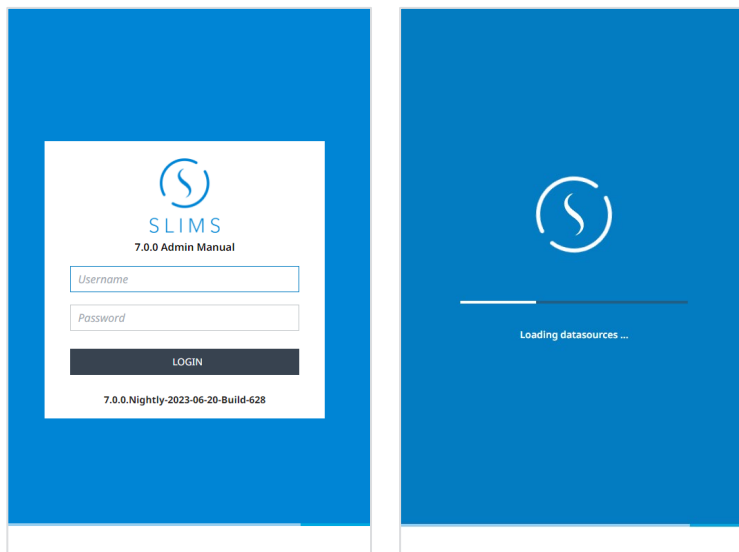 SLIMS
7.0.0 Admin Manual
Username
Password
LOGIN
7.0.0.Nightly-2023-06-20-Build-628
Loading datasources ...